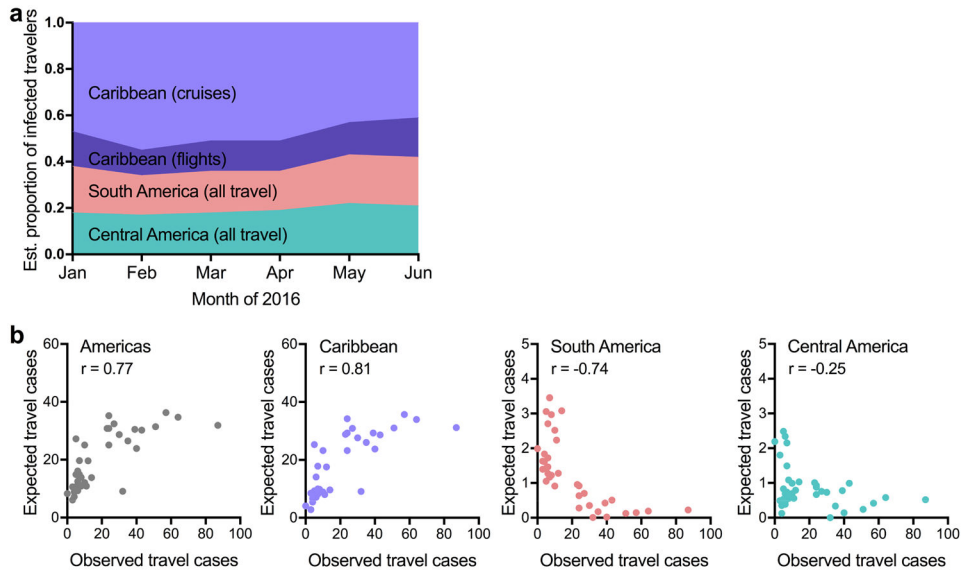 a
Est. proportion of infected travelers
1.0
0.8
0.6
0.4
0.2
0.0
Caribbean (cruises)
Caribbean (flights)
South America (all travel)
Central America (all travel)
Jan Feb Mar Apr May Jun
Month of 2016
b
Expected travel cases
60
40
20
0
Americas
r = 0.77
0 20 40 60 80 100
Observed travel cases
Expected travel cases
60
40
20
0
Caribbean
r = 0.81
0 20 40 60 80 100
Observed travel cases
Expected travel cases
5
4
3
2
1
0
South America
r = -0.74
0 20 40 60 80 100
Observed travel cases
Expected travel cases
5
4
3
2
1
0
Central America
r = -0.25
0 20 40 60 80 100
Observed travel cases